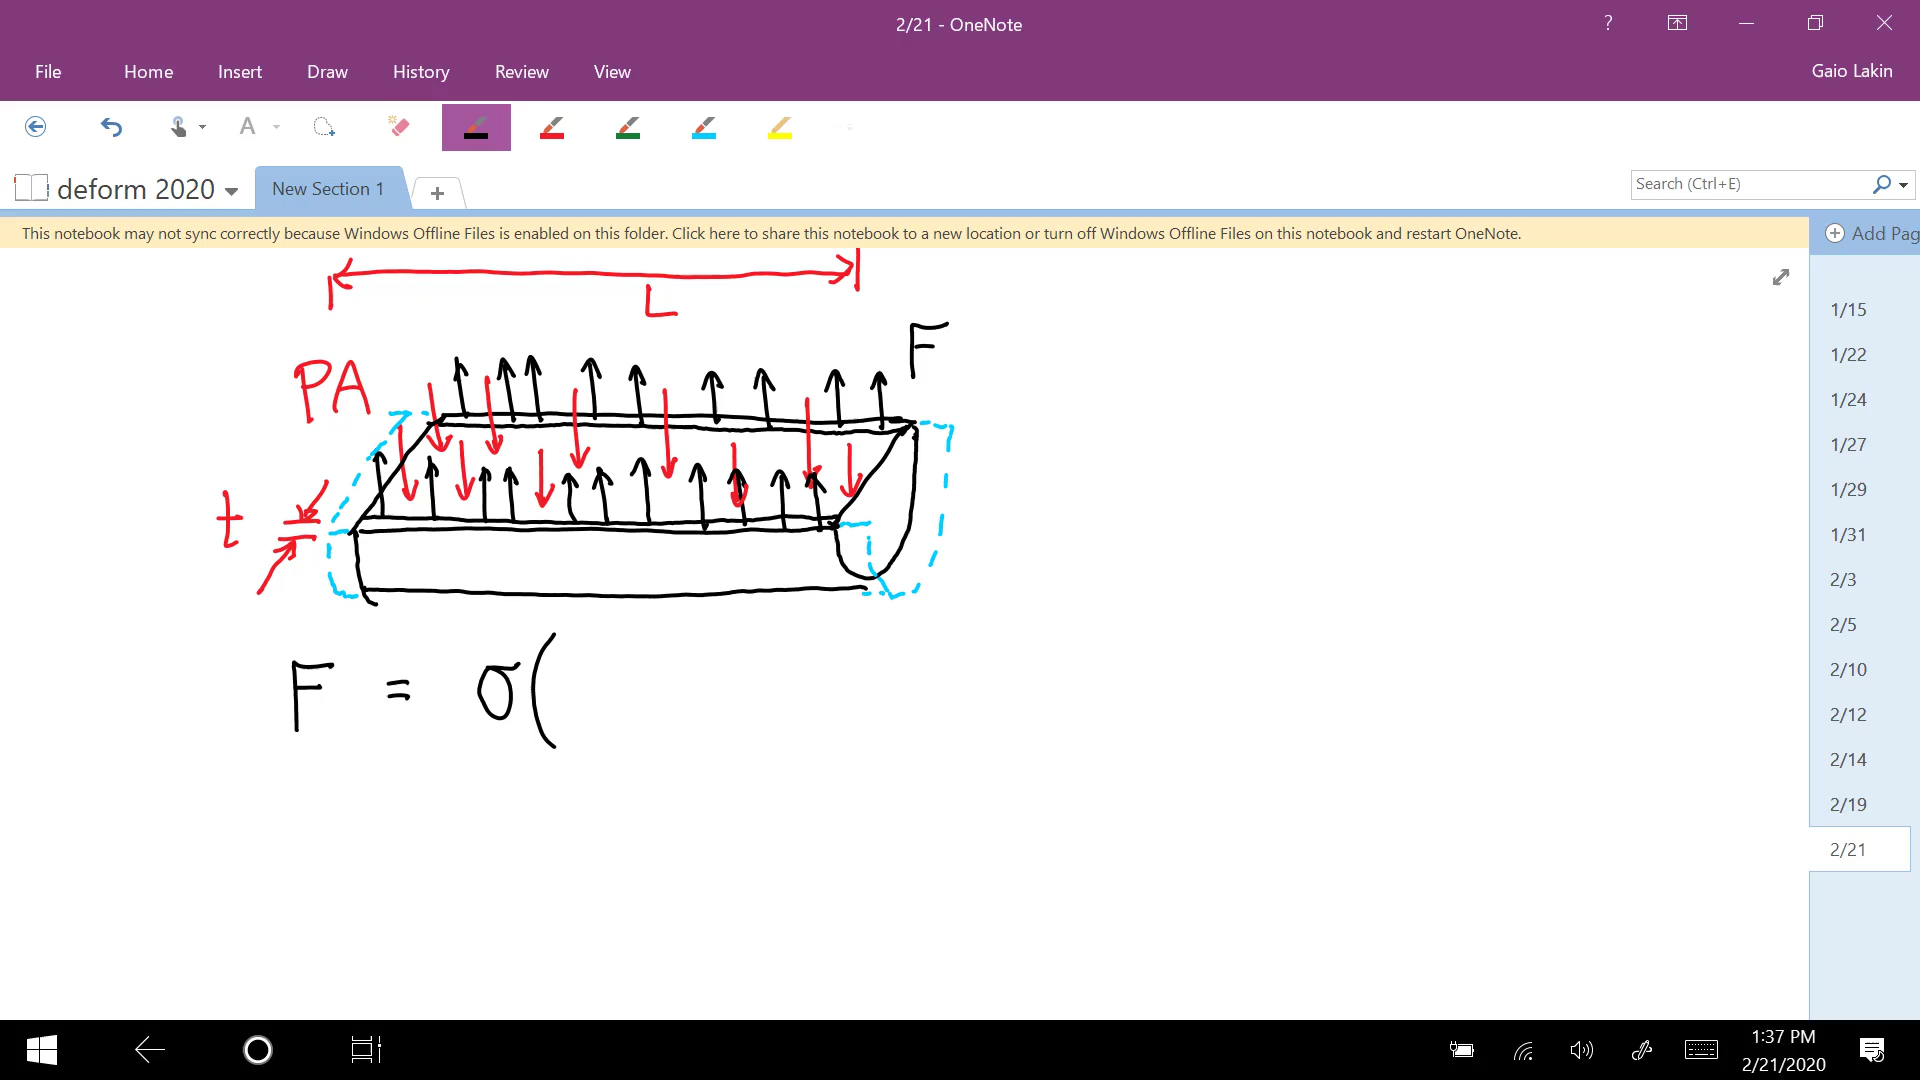 2/21 - OneNote
?
File Home Insert Draw History Review View
Gaio Lakin
A
deform 2020
New Section 1
+
Search (Ctrl+E)
This notebook may not sync correctly because Windows Offline Files is enabled on this folder. Click here to share this notebook to a new location or turn off Windows Offline Files on this notebook and restart OneNote.
Add Pag
L
F
PA
t
F = σ(
1/15
1/22
1/24
1/27
1/29
1/31
2/3
2/5
2/10
2/12
2/14
2/19
2/21
1:37 PM
2/21/2020